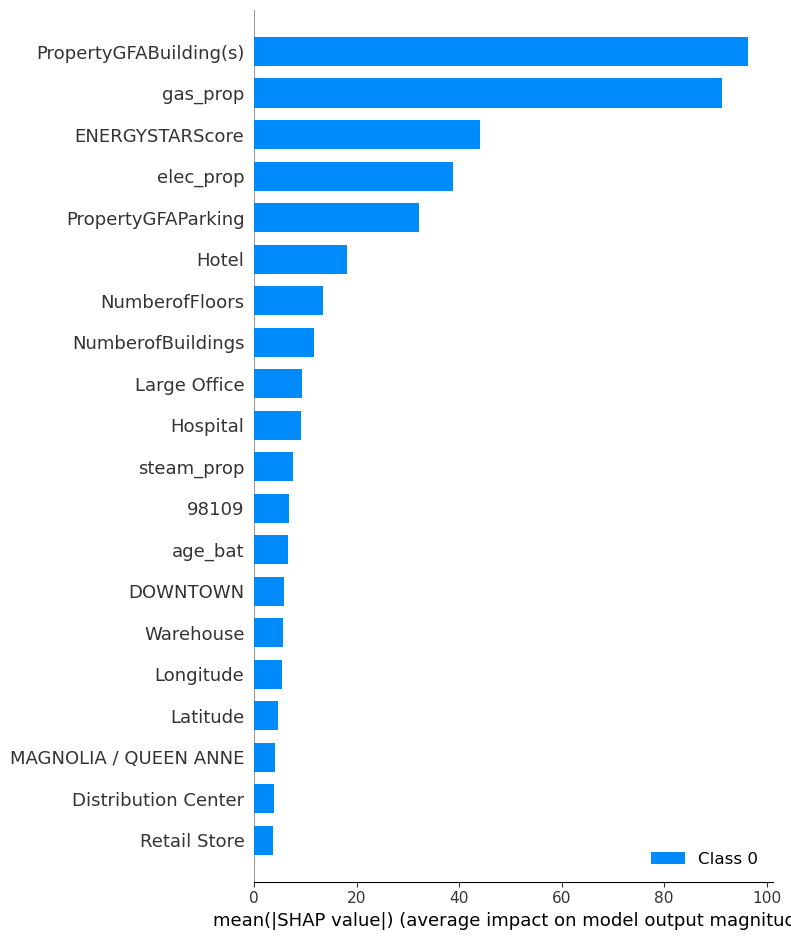 PropertyGFABuilding(s)
gas_prop
ENERGYSTARScore
elec_prop
PropertyGFAParking
Hotel
NumberofFloors
NumberofBuildings
Large Office
Hospital
steam_prop
98109
age_bat
DOWNTOWN
Warehouse
Longitude
Latitude
MAGNOLIA / QUEEN ANNE
Distribution Center
Retail Store
Class 0
0 20 40 60 80 100
mean(|SHAP value|) (average impact on model output magnitud